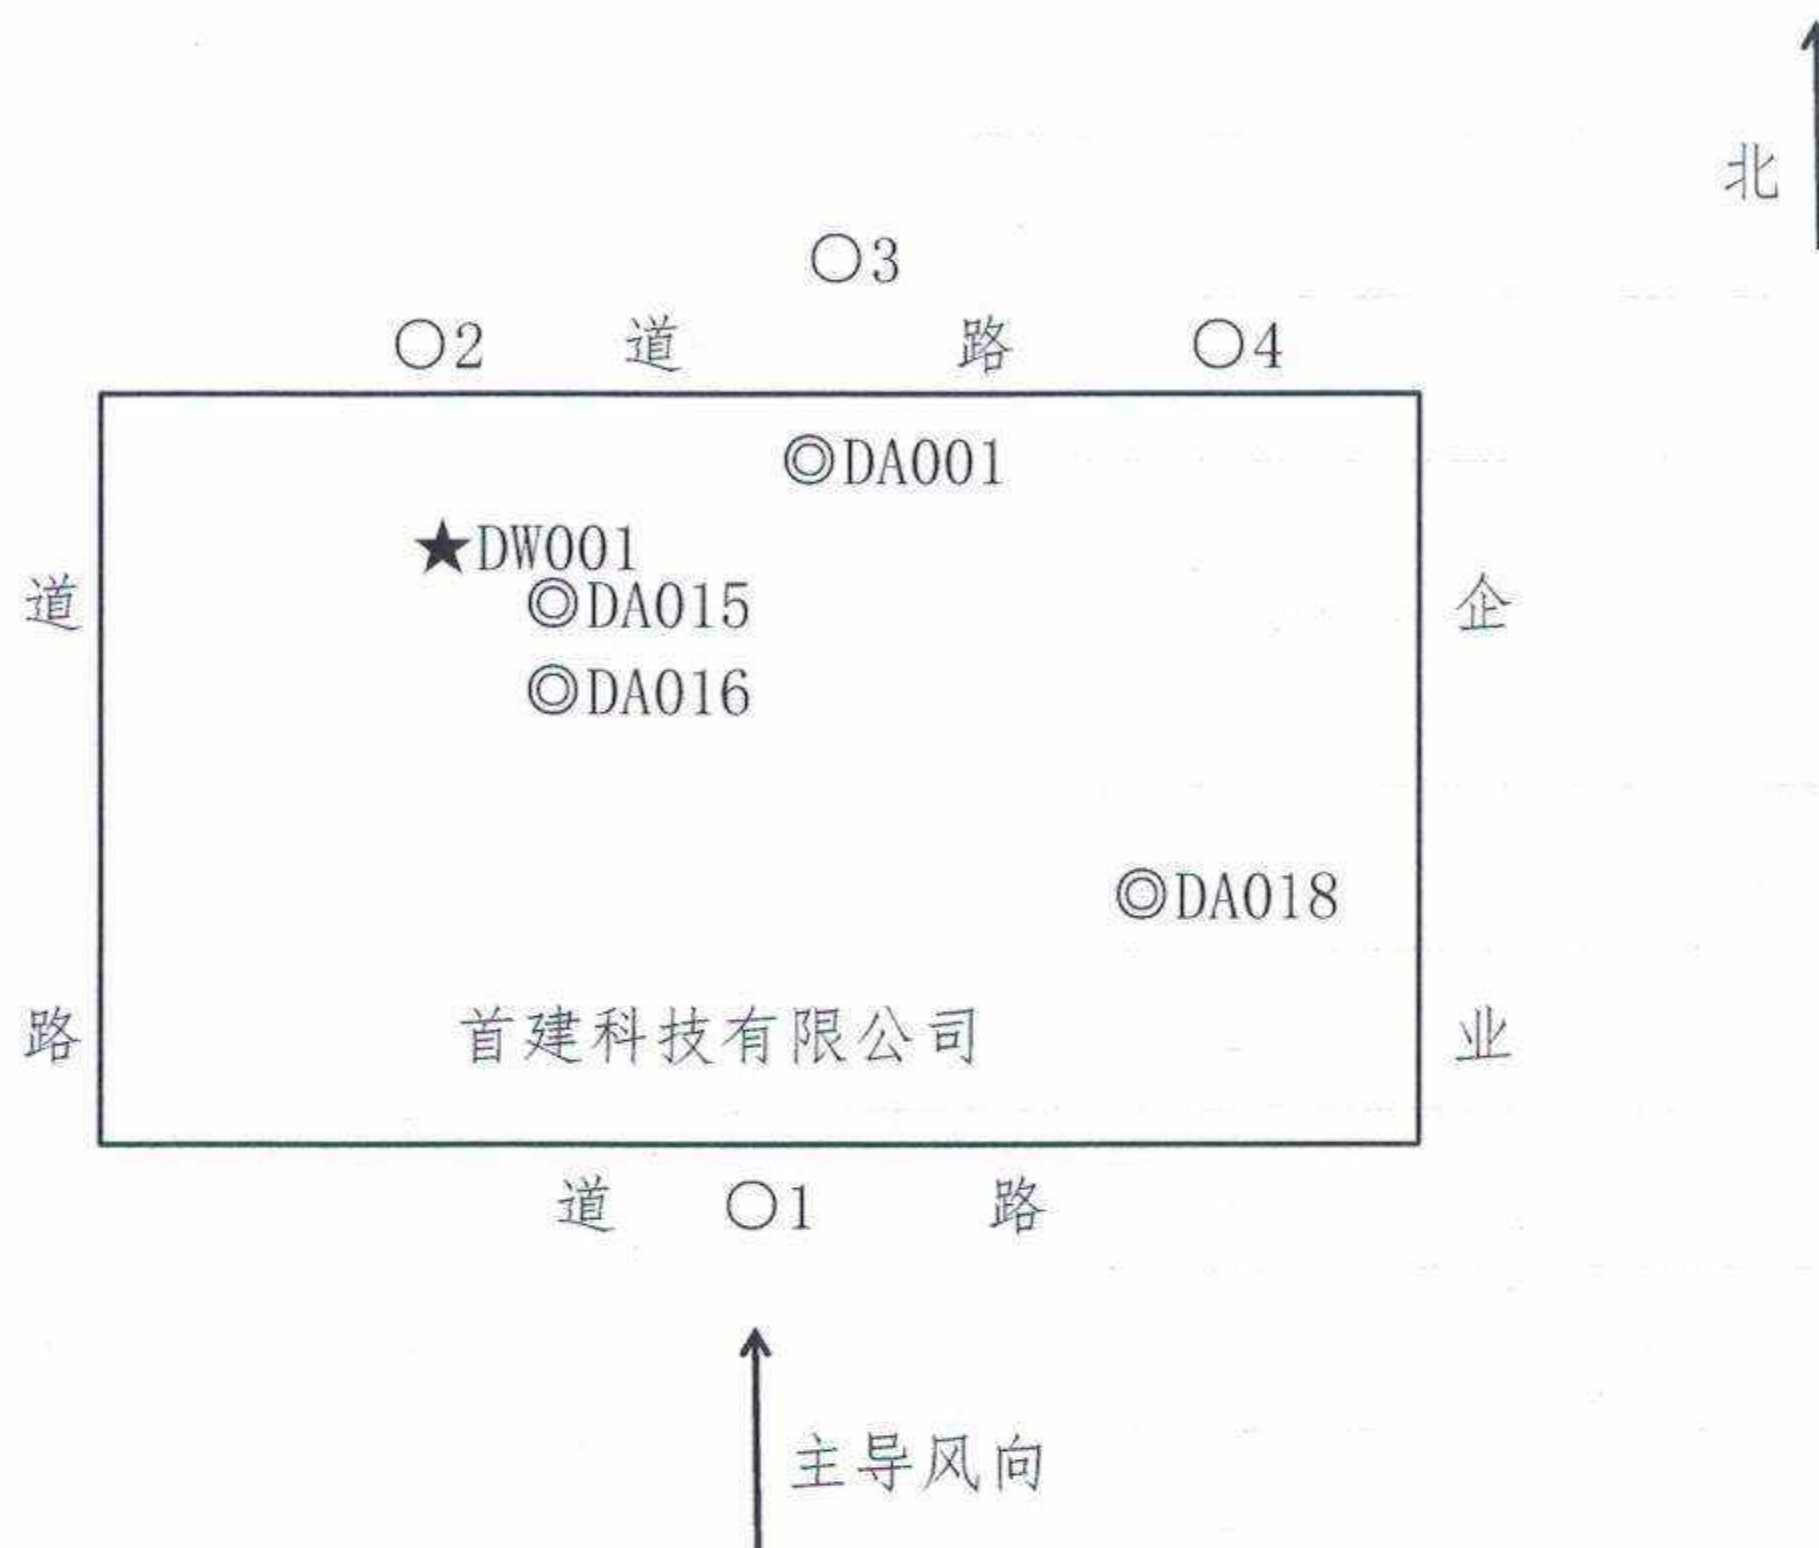 北
○3
○2 道 路 ○4
◎DA001
★DW001
◎DA015
道 企
◎DA016
◎DA018
路 首建科技有限公司 业
道 ○1 路
主导风向